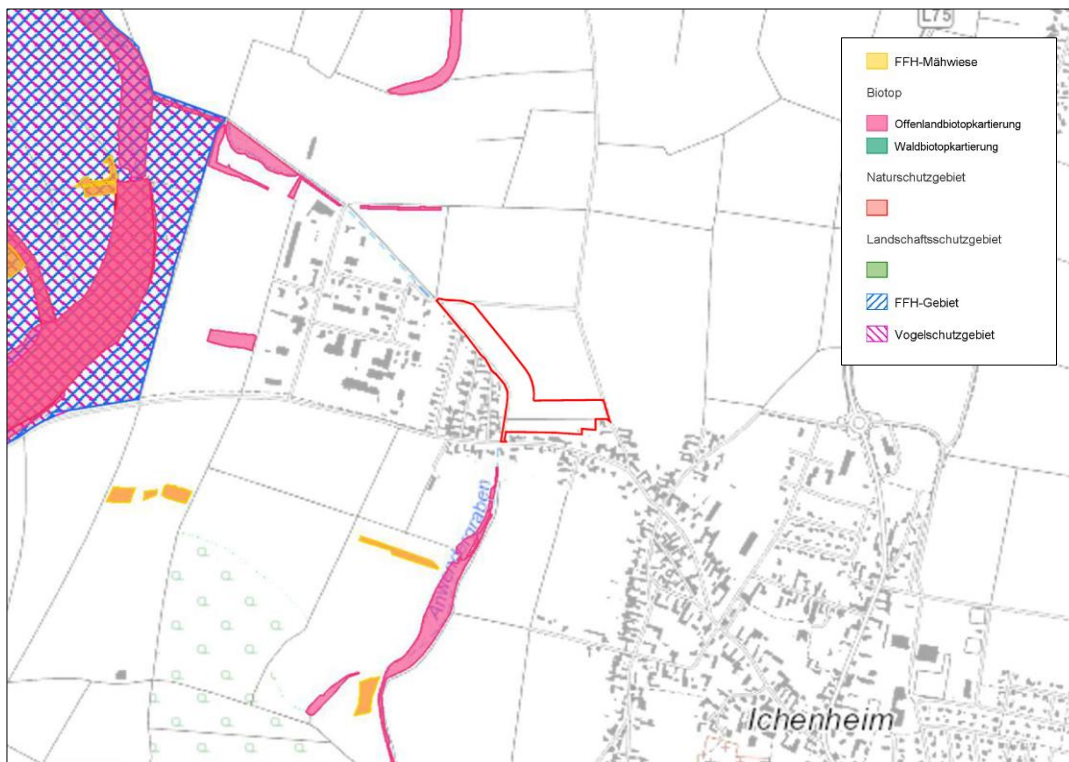 L75
FFH-Mähwiese
Biotop
Offenlandbiotopkartierung
Waldbiotopkartierung
Naturschutzgebiet
Landschaftsschutzgebiet
FFH-Gebiet
Vogelschutzgebiet
Ichenheim